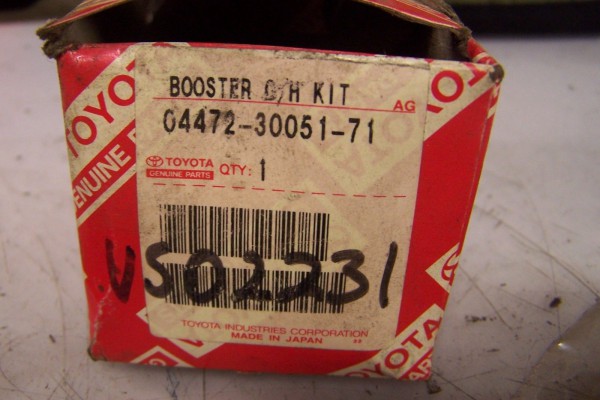 BOOSTER O/H KIT
AG
04472-30051-71
TOYOTA
GENUINE PARTS
QTY: 1
VS02231
TOYOTA INDUSTRIES CORPORATION
MADE IN JAPAN
TOYOTA
GENUINE
TOYOTA